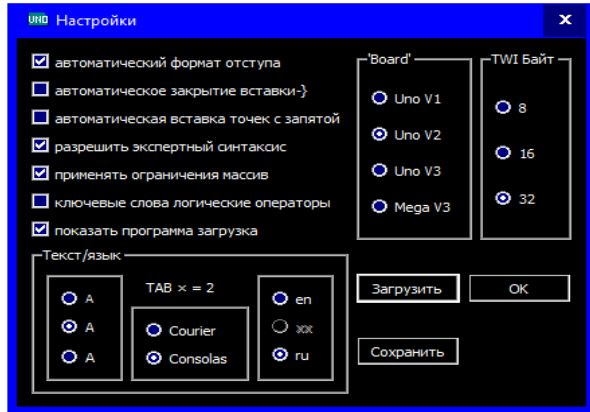 UNO Настройки x
автоматический формат отступа
автоматическое закрытие вставки-}
автоматическая вставка точек с запятой
разрешить экспертный синтаксис
применять ограничения массив
ключевые слова логические операторы
показать программа загрузка
'Board'
Uno V1
Uno V2
Uno V3
Mega V3
TWI Байт
8
16
32
Текст/язык
A
A
A
TAB × = 2
Courier
Consolas
en
xx
ru
Загрузить
OK
Сохранить